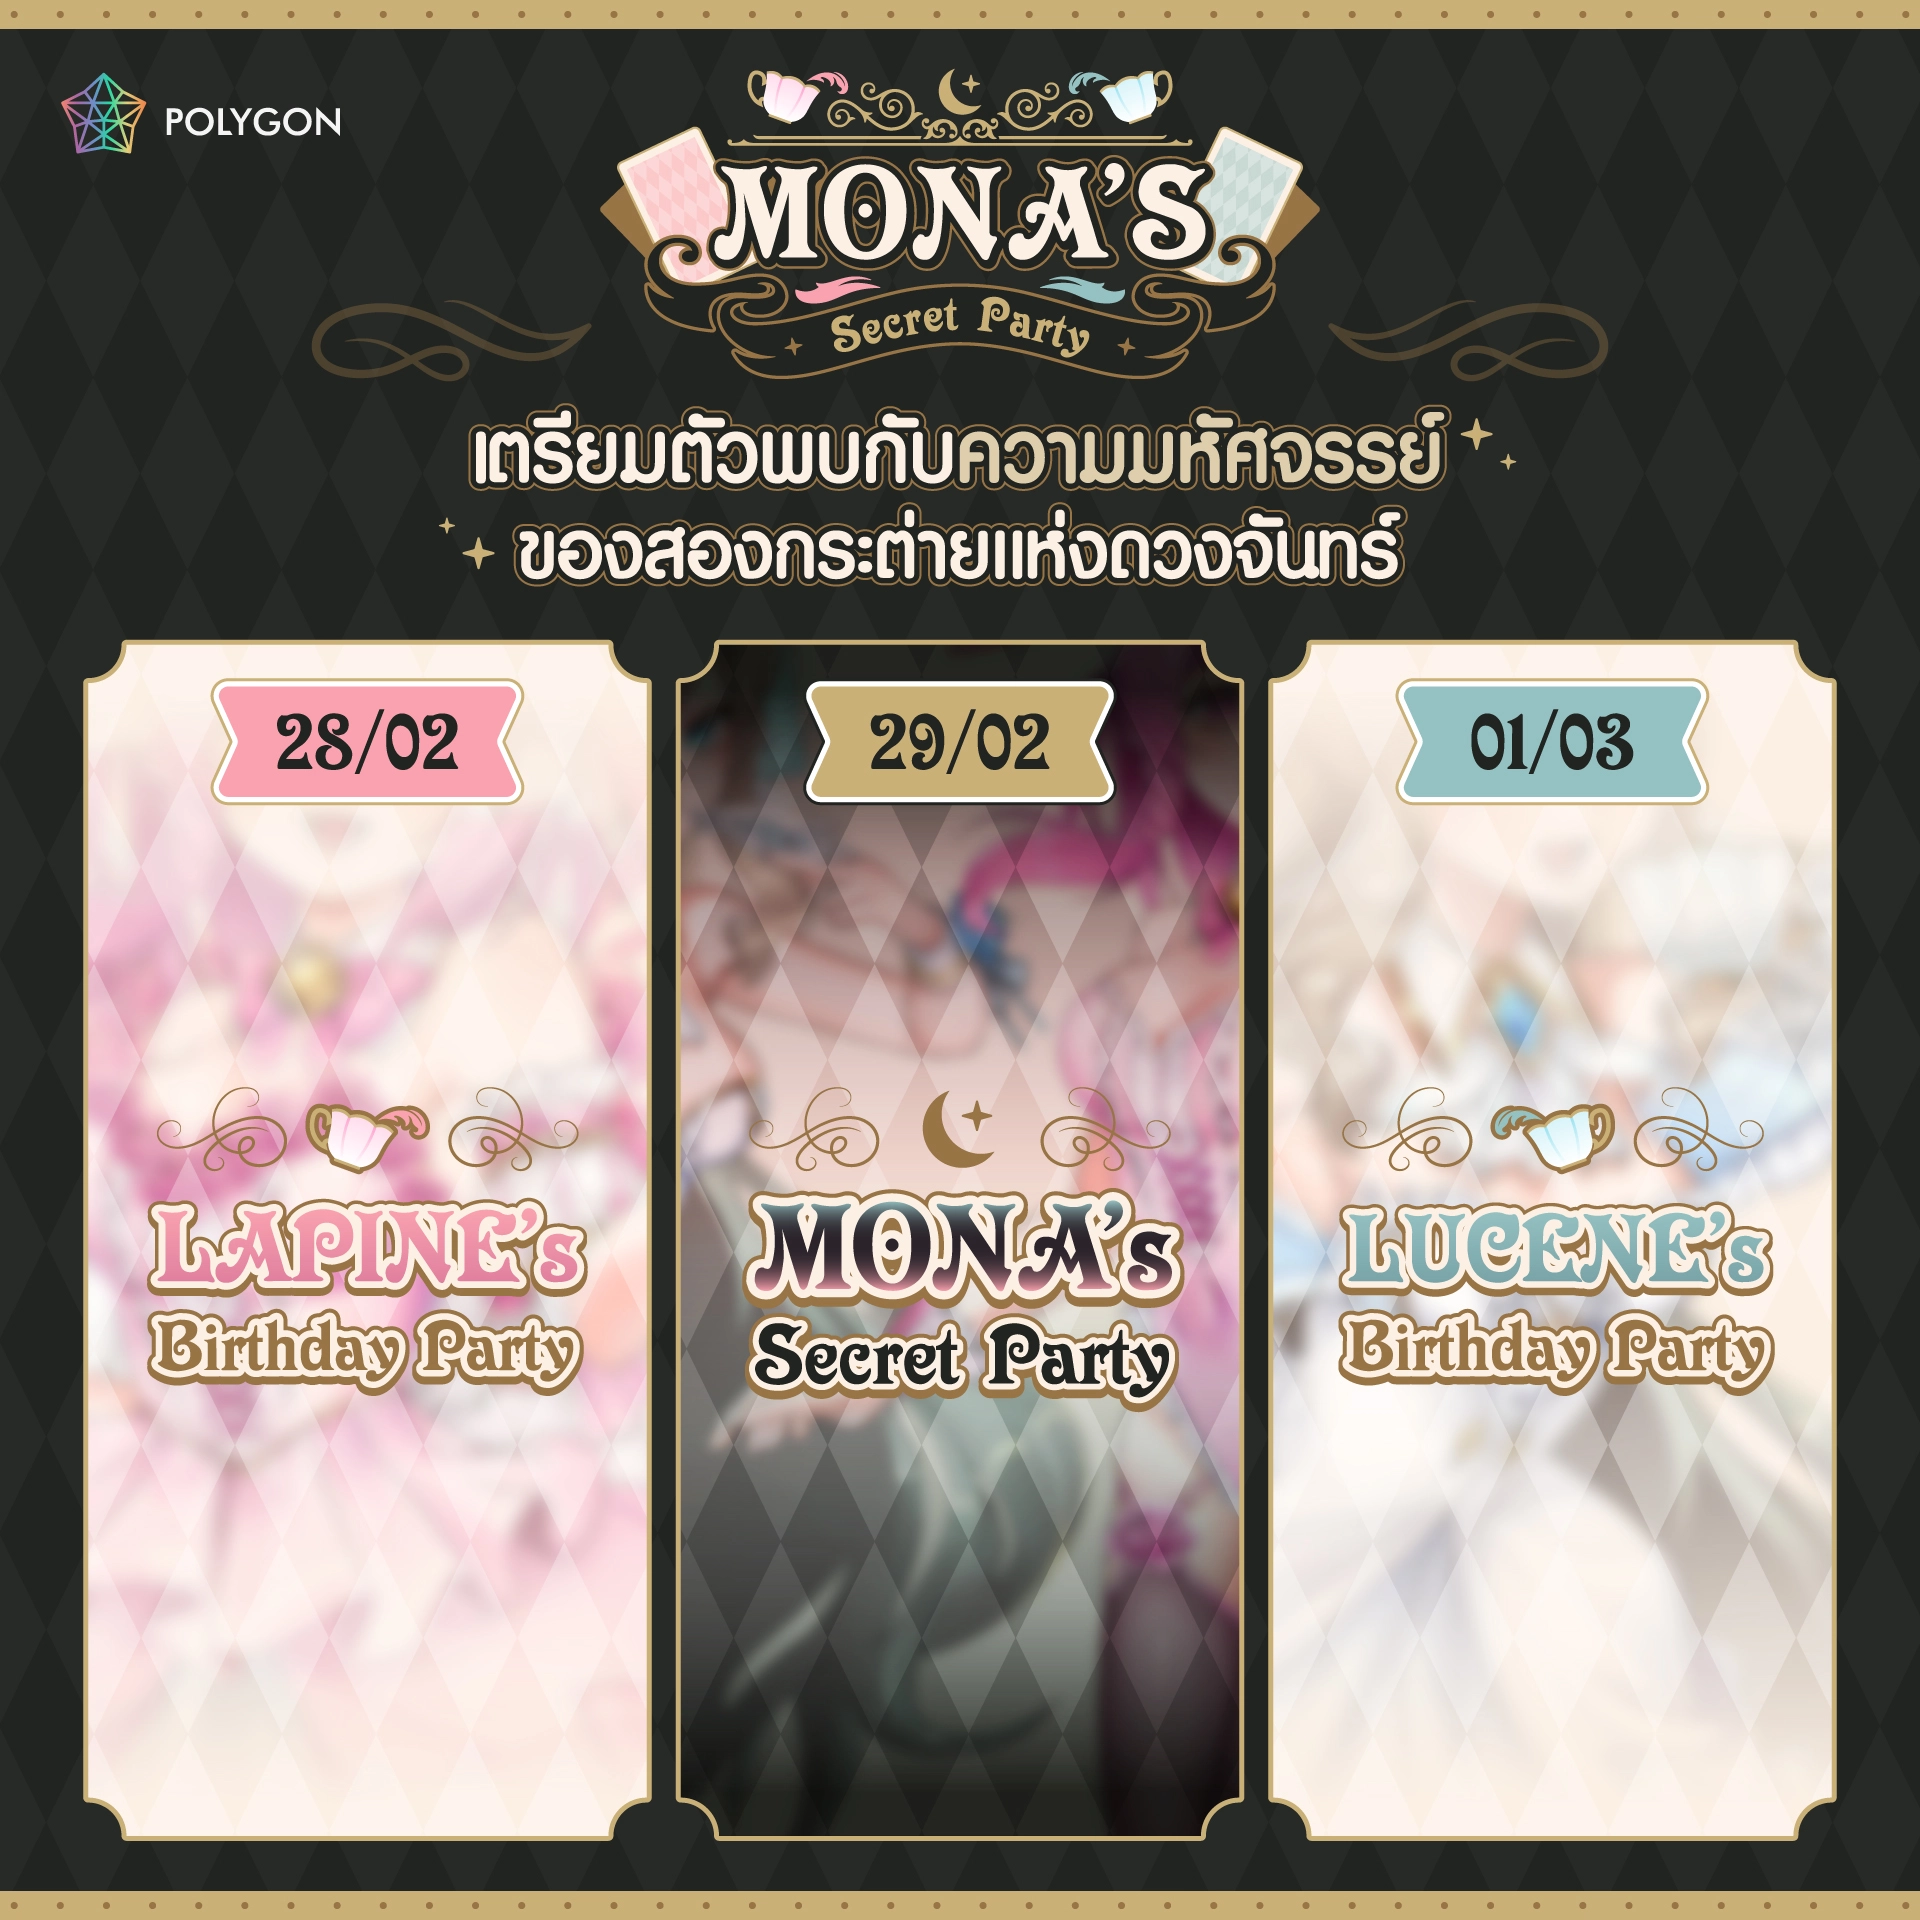 POLYGON
MONA'S
Secret Party
เตรียมตัวพบกับความมหัศจรรย์
ของสองกระต่ายแห่งดวงจันทร์
28/02
LAPINE's
Birthday Party
29/02
MONA's
Secret Party
01/03
LUCENE's
Birthday Party